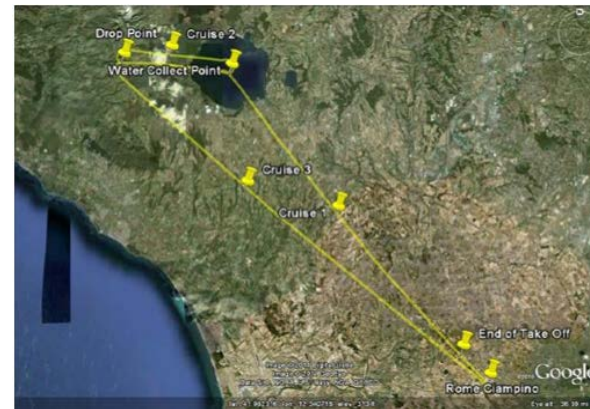 Drop Point
Cruise 2
Water Collect Point
Cruise 3
Cruise 1
End of Take Off
Google
Rome Ciampino